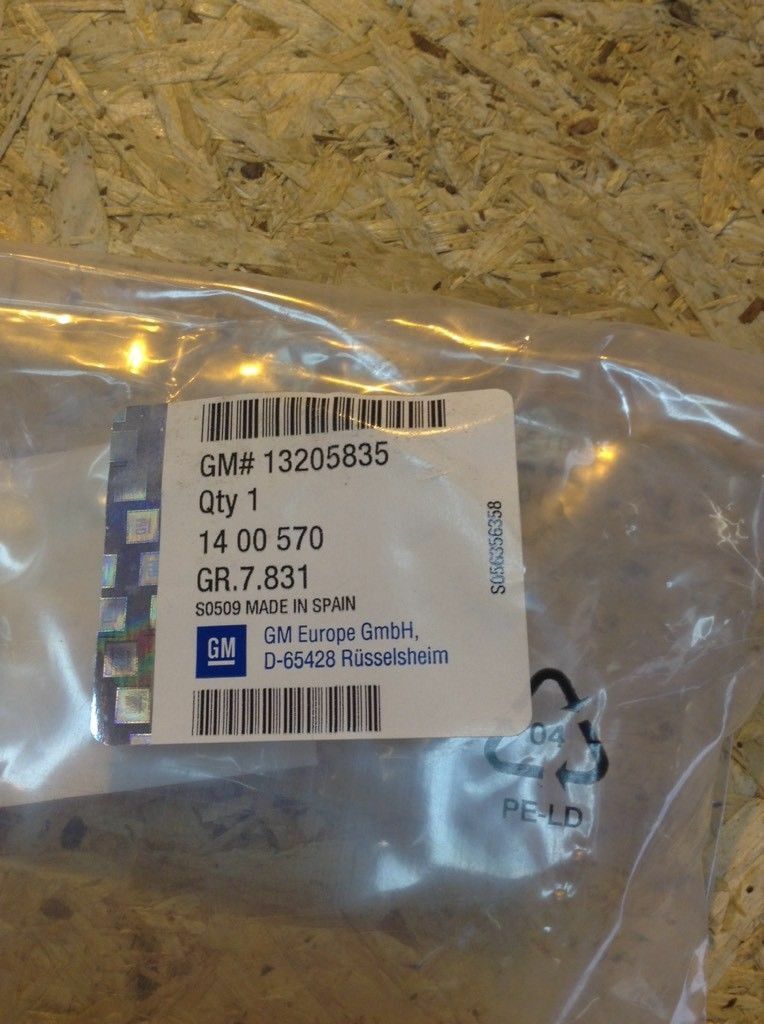 GM# 13205835
Qty 1
14 00 570
GR.7.831
S0509 MADE IN SPAIN
GM
GM Europe GmbH,
D-65428 Rüsselsheim
S056356358
04
PE-LD